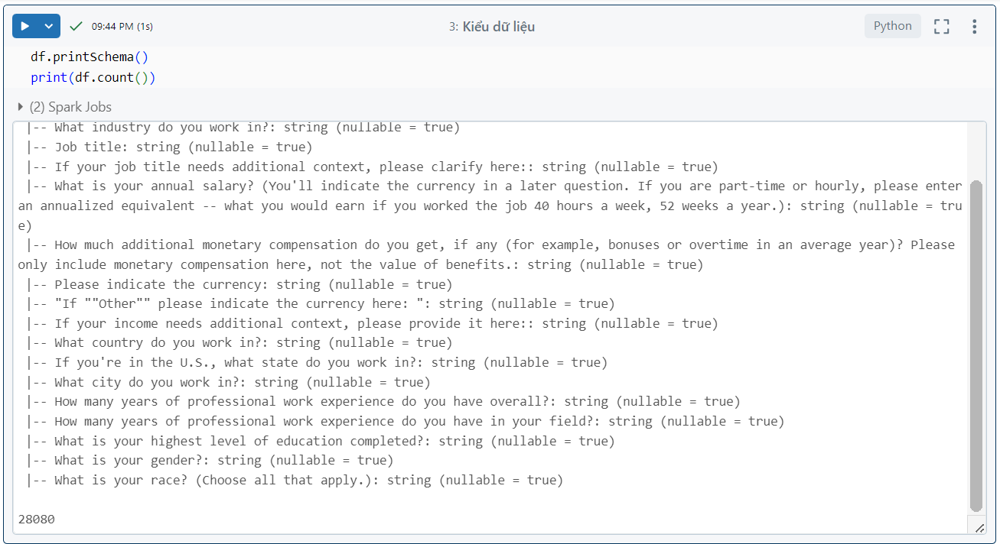 09:44 PM (1s)
3: Kiểu dữ liệu
Python
df.printSchema()
print(df.count())
(2) Spark Jobs
|-- What industry do you work in?: string (nullable = true)
|-- Job title: string (nullable = true)
|-- If your job title needs additional context, please clarify here:: string (nullable = true)
|-- What is your annual salary? (You'll indicate the currency in a later question. If you are part-time or hourly, please enter
an annualized equivalent -- what you would earn if you worked the job 40 hours a week, 52 weeks a year.): string (nullable = tru
e)
|-- How much additional monetary compensation do you get, if any (for example, bonuses or overtime in an average year)? Please
only include monetary compensation here, not the value of benefits.: string (nullable = true)
|-- Please indicate the currency: string (nullable = true)
|-- "If ""Other"" please indicate the currency here: ": string (nullable = true)
|-- If your income needs additional context, please provide it here:: string (nullable = true)
|-- What country do you work in?: string (nullable = true)
|-- If you're in the U.S., what state do you work in?: string (nullable = true)
|-- What city do you work in?: string (nullable = true)
|-- How many years of professional work experience do you have overall?: string (nullable = true)
|-- How many years of professional work experience do you have in your field?: string (nullable = true)
|-- What is your highest level of education completed?: string (nullable = true)
|-- What is your gender?: string (nullable = true)
|-- What is your race? (Choose all that apply.): string (nullable = true)
28080